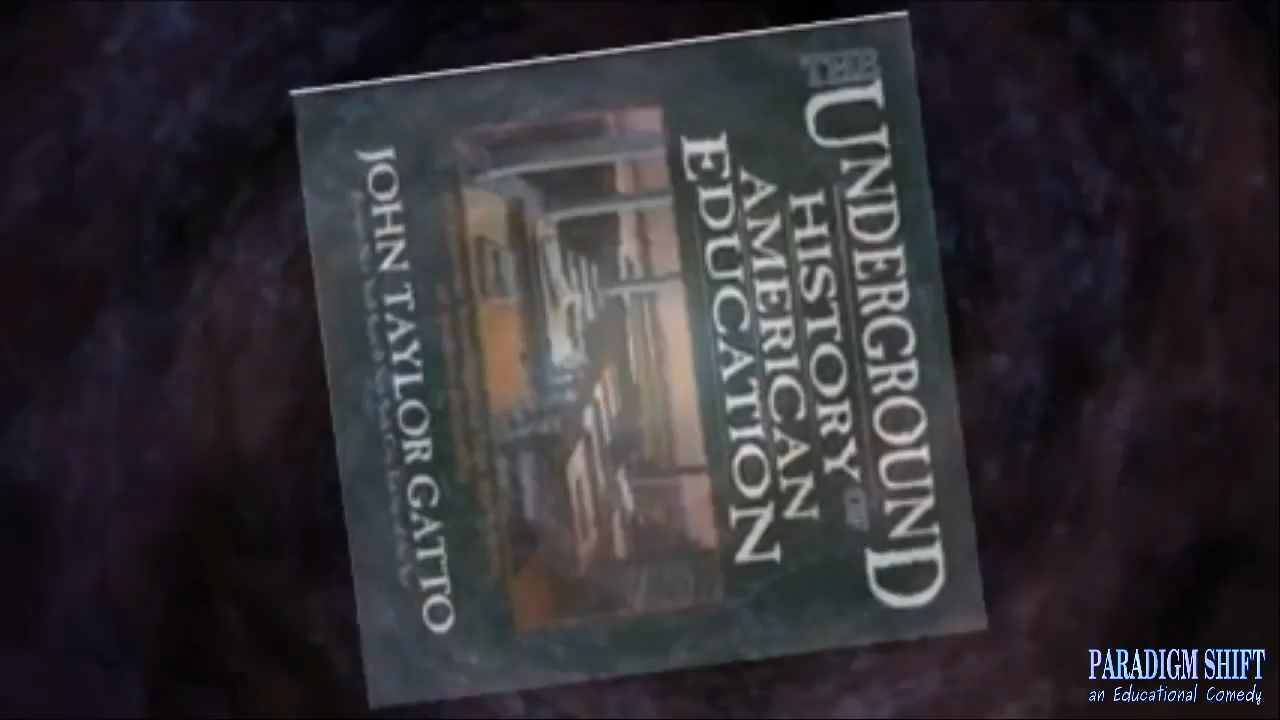 THE
UNDERGROUND
HISTORY OF
AMERICAN
EDUCATION
JOHN TAYLOR GATTO
PARADIGM SHIFT
an Educational Comedy